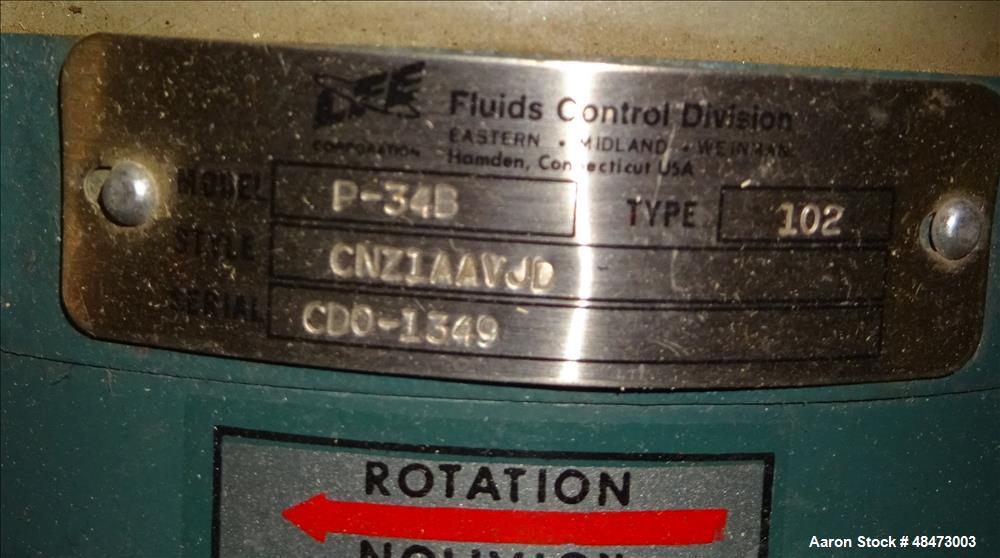 Fluids Control Division
CORPORATION
EASTERN • MIDLAND • WEINMAN
Hamden, Connecticut USA
MODEL P-34B TYPE 102
STYLE CNZ1AAVJD
SERIAL CDO-1349
ROTATION
Aaron Stock # 48473003